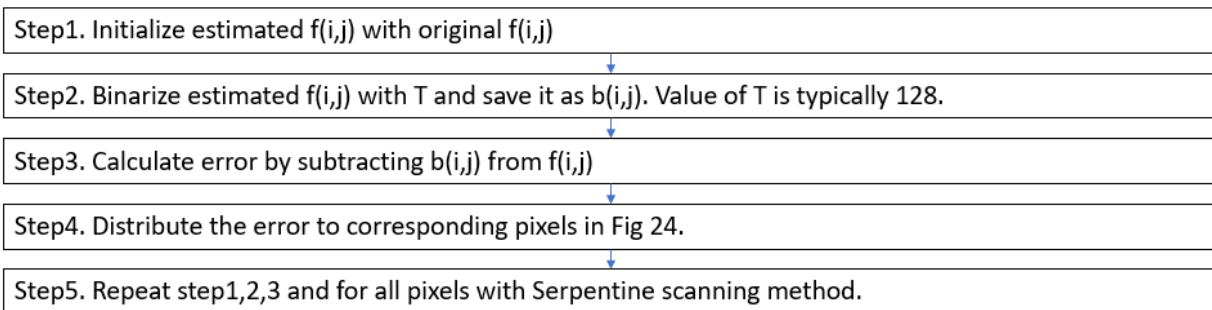 Step1. Initialize estimated f(i,j) with original f(i,j)
Step2. Binarize estimated f(i,j) with T and save it as b(i,j). Value of T is typically 128.
Step3. Calculate error by subtracting b(i,j) from f(i,j)
Step4. Distribute the error to corresponding pixels in Fig 24.
Step5. Repeat step1,2,3 and for all pixels with Serpentine scanning method.